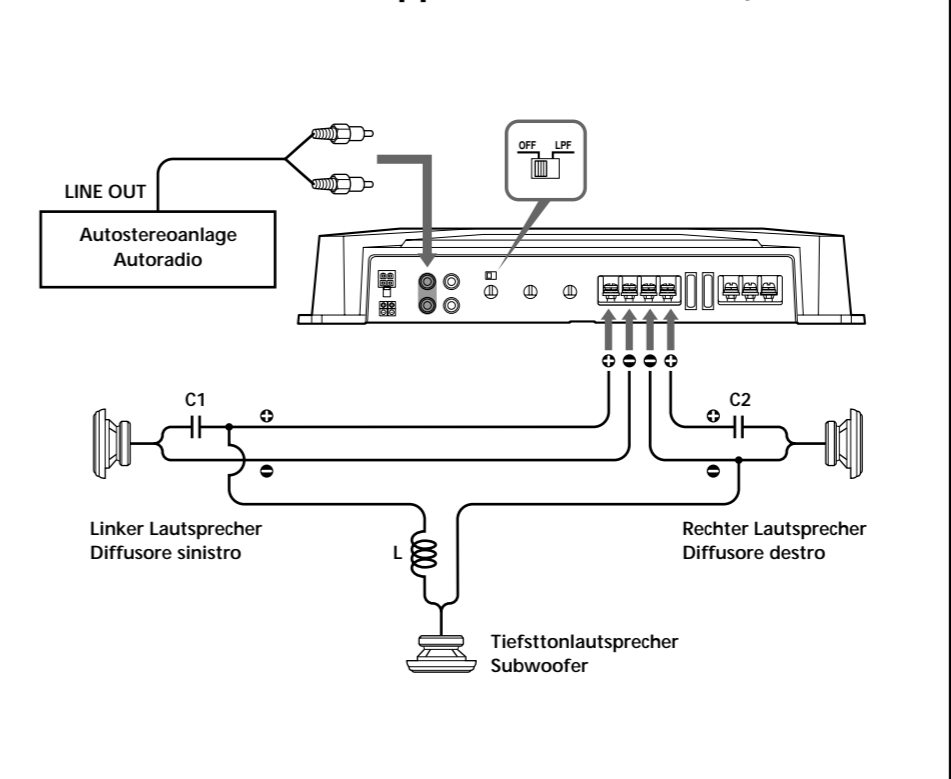 OFF LPF
LINE OUT
Autostereoanlage
Autoradio
C1
C2
Linker Lautsprecher
Diffusore sinistro
Rechter Lautsprecher
Diffusore destro
L
Tiefsttonlautsprecher
Subwoofer